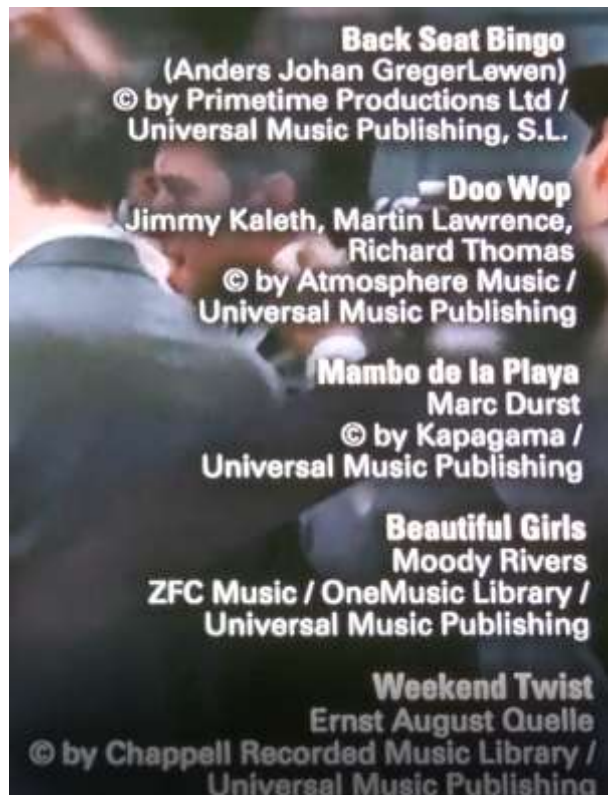 Back Seat Bingo
(Anders Johan GregerLewen)
© by Primetime Productions Ltd /
Universal Music Publishing, S.L.
Doo Wop
Jimmy Kaleth, Martin Lawrence,
Richard Thomas
© by Atmosphere Music /
Universal Music Publishing
Mambo de la Playa
Marc Durst
© by Kapagama /
Universal Music Publishing
Beautiful Girls
Moody Rivers
ZFC Music / OneMusic Library /
Universal Music Publishing
Weekend Twist
Ernst August Quelle
© by Chappell Recorded Music Library /
Universal Music Publishing